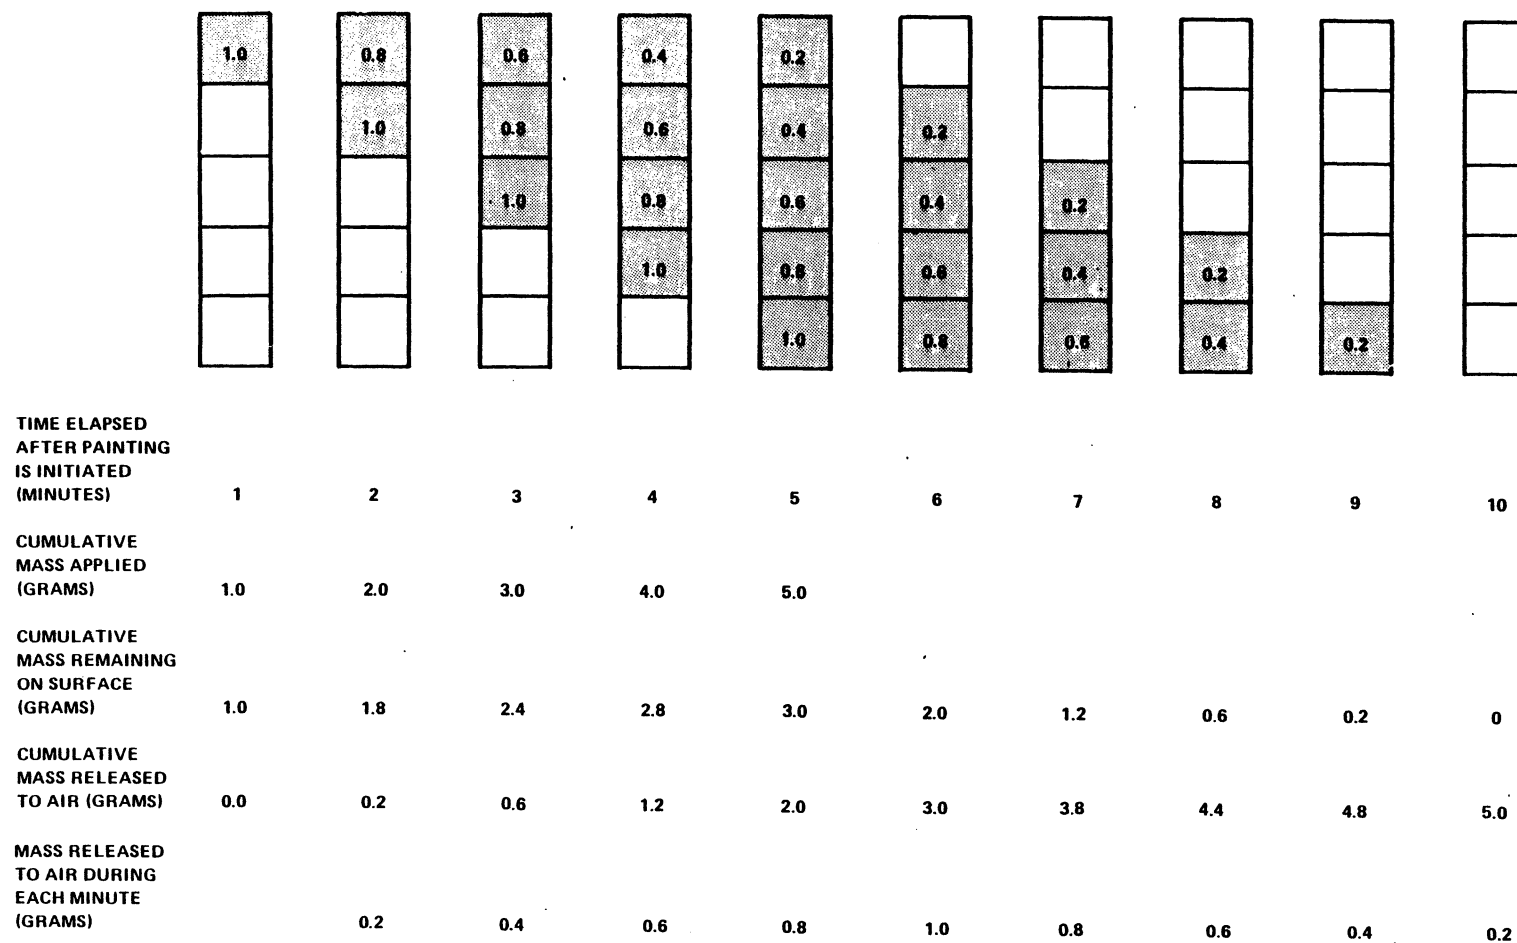 1.0 0.8 0.6 0.4 0.2
1.0 0.8 0.6 0.4 0.2
1.0 0.8 0.6 0.4 0.2
1.0 0.8 0.6 0.4 0.2
1.0 0.8 0.6 0.4 0.2
TIME ELAPSED
AFTER PAINTING
IS INITIATED
(MINUTES) 1 2 3 4 5 6 7 8 9 10
CUMULATIVE
MASS APPLIED
(GRAMS) 1.0 2.0 3.0 4.0 5.0
CUMULATIVE
MASS REMAINING
ON SURFACE
(GRAMS) 1.0 1.8 2.4 2.8 3.0 2.0 1.2 0.6 0.2 0
CUMULATIVE
MASS RELEASED
TO AIR (GRAMS) 0.0 0.2 0.6 1.2 2.0 3.0 3.8 4.4 4.8 5.0
MASS RELEASED
TO AIR DURING
EACH MINUTE
(GRAMS) 0.2 0.4 0.6 0.8 1.0 0.8 0.6 0.4 0.2